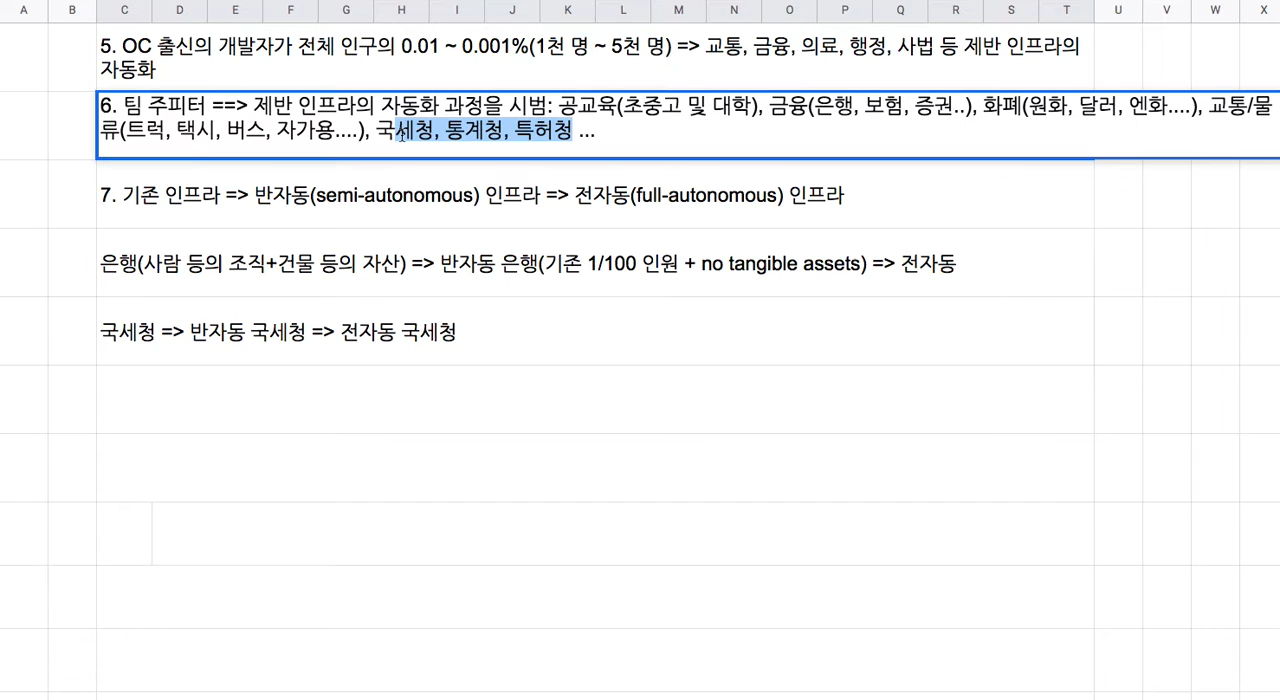 A B C D E F G H I J K L M N O P Q R S T U V W X
5. OC 출신의 개발자가 전체 인구의 0.01 ~ 0.001%(1천 명 ~ 5천 명) => 교통, 금융, 의료, 행정, 사법 등 제반 인프라의
자동화
6. 팀 주피터 ==> 제반 인프라의 자동화 과정을 시범: 공교육(초중고 및 대학), 금융(은행, 보험, 증권..), 화폐(원화, 달러, 엔화....), 교통/물
류(트럭, 택시, 버스, 자가용....), 국세청, 통계청, 특허청 ...
7. 기존 인프라 => 반자동(semi-autonomous) 인프라 => 전자동(full-autonomous) 인프라
은행(사람 등의 조직+건물 등의 자산) => 반자동 은행(기존 1/100 인원 + no tangible assets) => 전자동
국세청 => 반자동 국세청 => 전자동 국세청